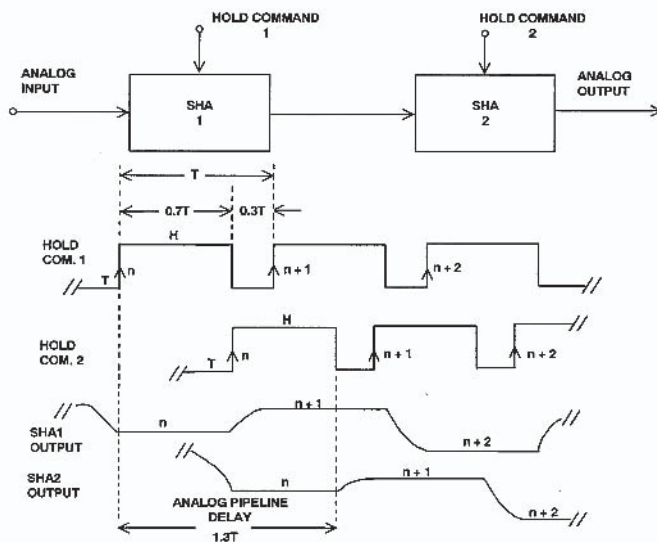 HOLD COMMAND
1
HOLD COMMAND
2
ANALOG
INPUT
SHA
1
SHA
2
ANALOG
OUTPUT
T
0.7T
0.3T
HOLD
COM. 1
H
T
n
n + 1
n + 2
HOLD
COM. 2
H
T
n
n + 1
n + 2
SHA1
OUTPUT
n
n + 1
n + 2
SHA2
OUTPUT
n
n + 1
n + 2
ANALOG PIPELINE
DELAY
1.3T